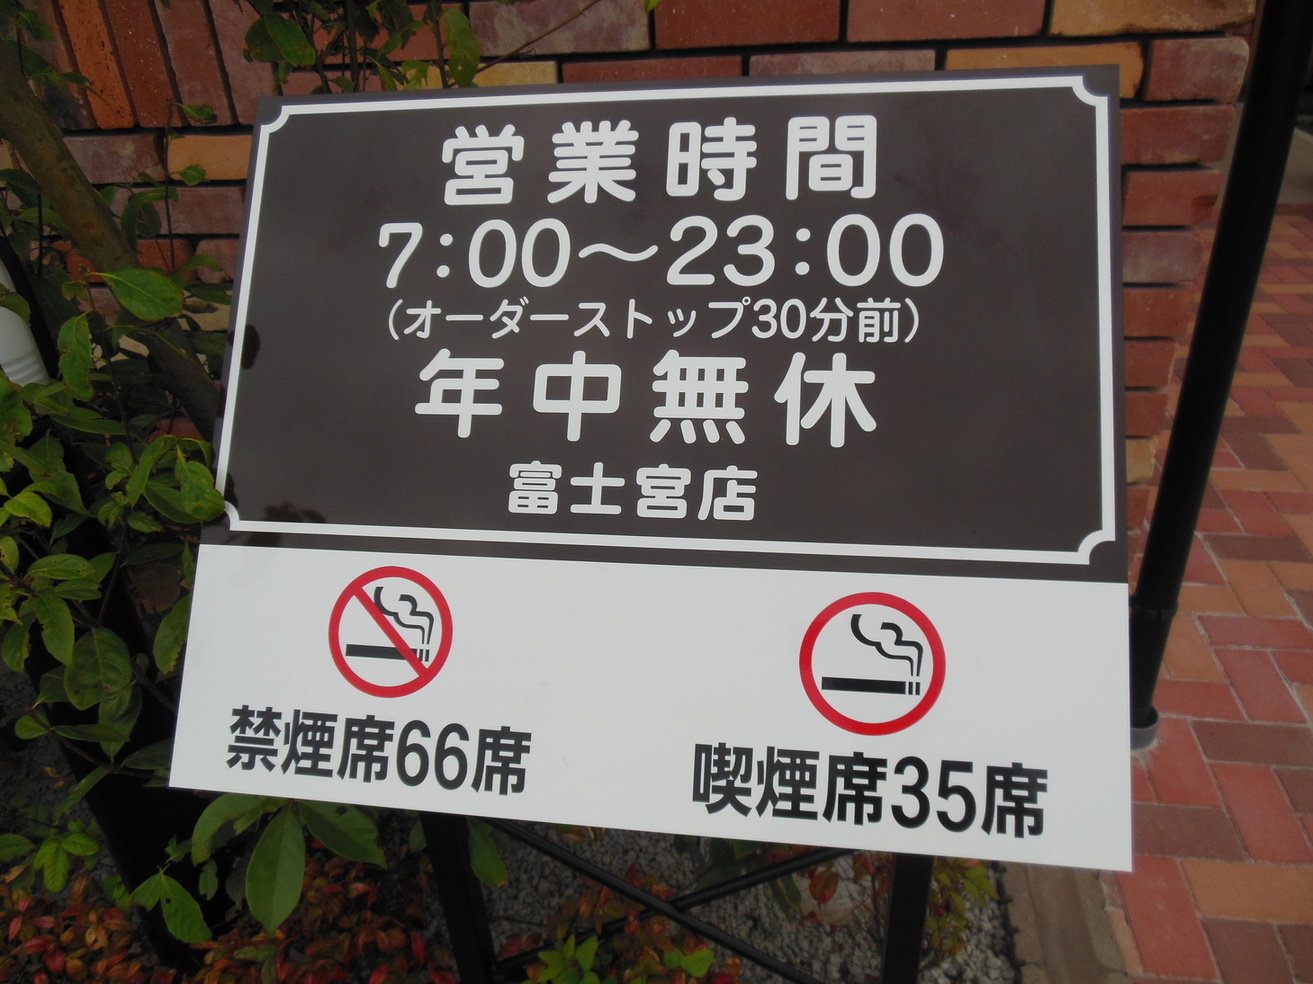 営業時間
7:00～23:00
（オーダーストップ30分前）
年中無休
富士宮店
禁煙席66席
喫煙席35席